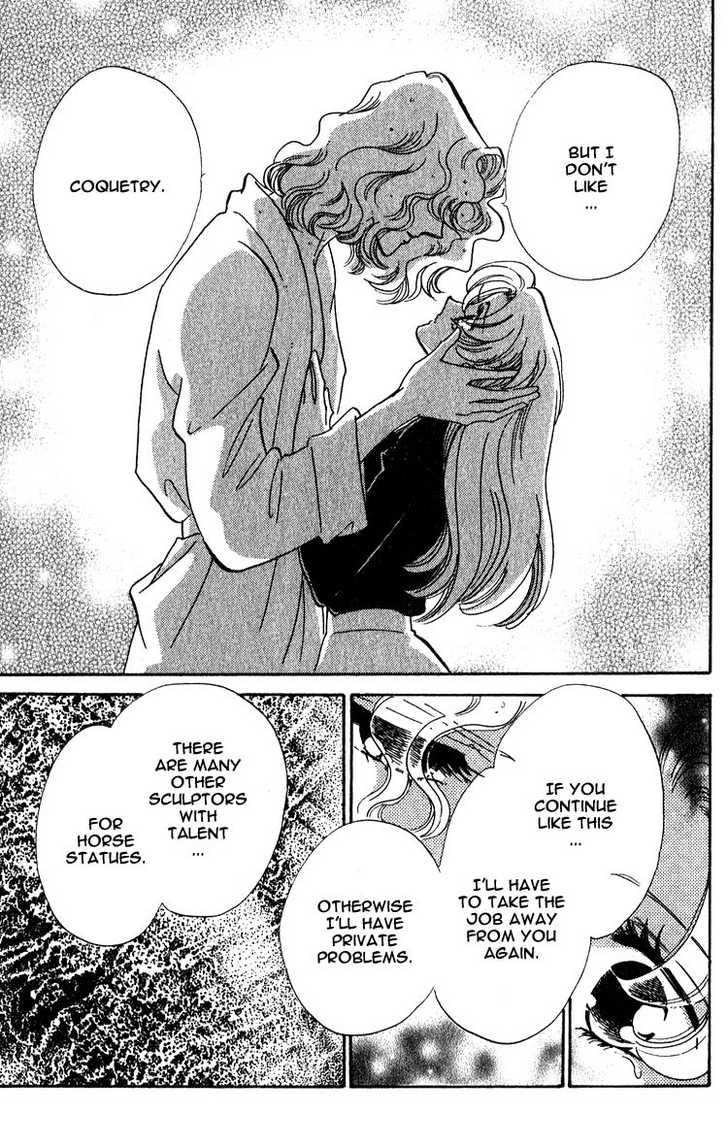 BUT I
DON'T
LIKE
...
COQUETRY.
IF YOU
CONTINUE
LIKE THIS
...
I'LL HAVE
TO TAKE THE
JOB AWAY
FROM YOU
AGAIN.
OTHERWISE
I'LL HAVE
PRIVATE
PROBLEMS.
THERE
ARE MANY
OTHER
SCULPTORS
WITH
TALENT
...
FOR
HORSE
STATUES.